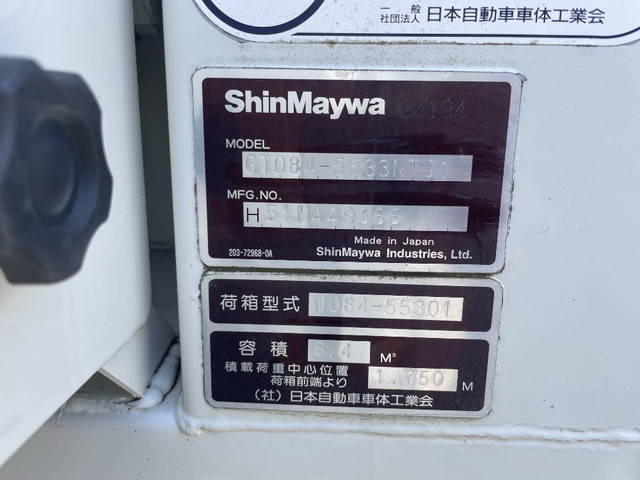 一般
社団法人 日本自動車車体工業会
ShinMaywa 64194
MODEL
MFG.NO.
Made in Japan
203-72968-0A
ShinMaywa Industries, Ltd.
荷箱型式 T084-55301
容積 8.4 M³
積載荷重中心位置
荷箱前端より 1.750 M
(社)日本自動車車体工業会